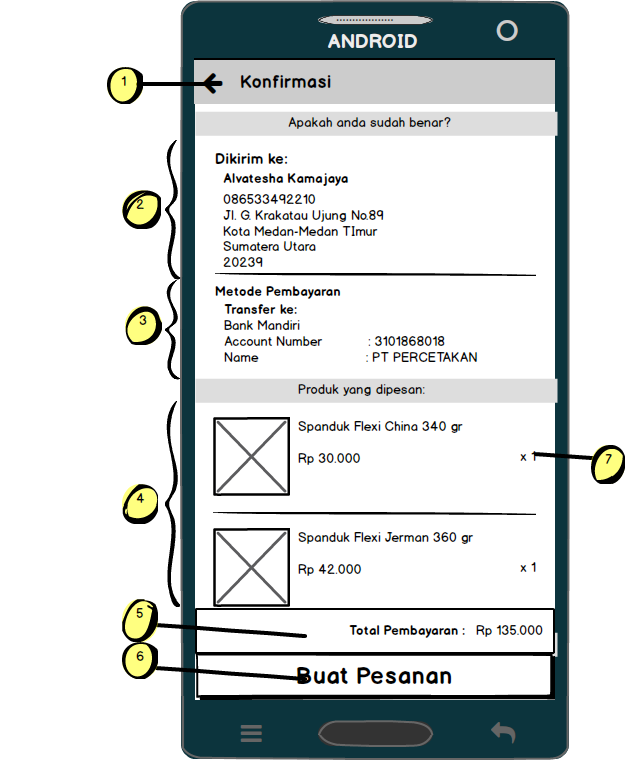 ANDROID
1
Konfirmasi
Apakah anda sudah benar?
2
Dikirim ke:
Alvatesha Kamajaya
086533492210
Jl. G. Krakatau Ujung No.89
Kota Medan-Medan TImur
Sumatera Utara
20239
3
Metode Pembayaran
Transfer ke:
Bank Mandiri
Account Number : 3101868018
Name : PT PERCETAKAN
Produk yang dipesan:
4
Spanduk Flexi China 340 gr
Rp 30.000 x 1
7
Spanduk Flexi Jerman 360 gr
Rp 42.000 x 1
5
Total Pembayaran : Rp 135.000
6
Buat Pesanan